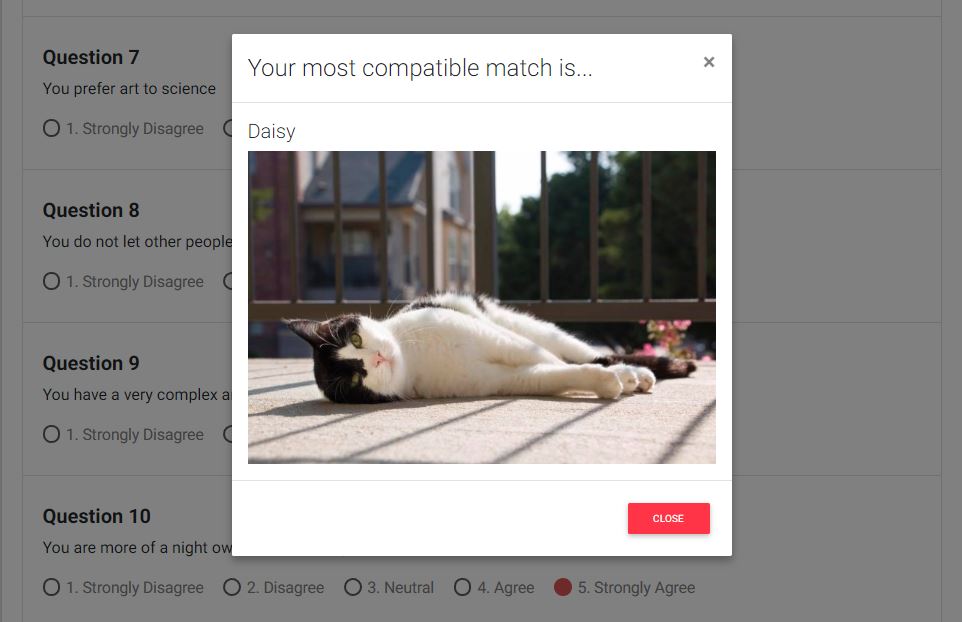 Question 7
You prefer art to science
1. Strongly Disagree
Question 8
You do not let other people
1. Strongly Disagree
Question 9
You have a very complex a
1. Strongly Disagree
Question 10
You are more of a night ow
1. Strongly Disagree 2. Disagree 3. Neutral 4. Agree 5. Strongly Agree
Your most compatible match is...
×
Daisy
CLOSE